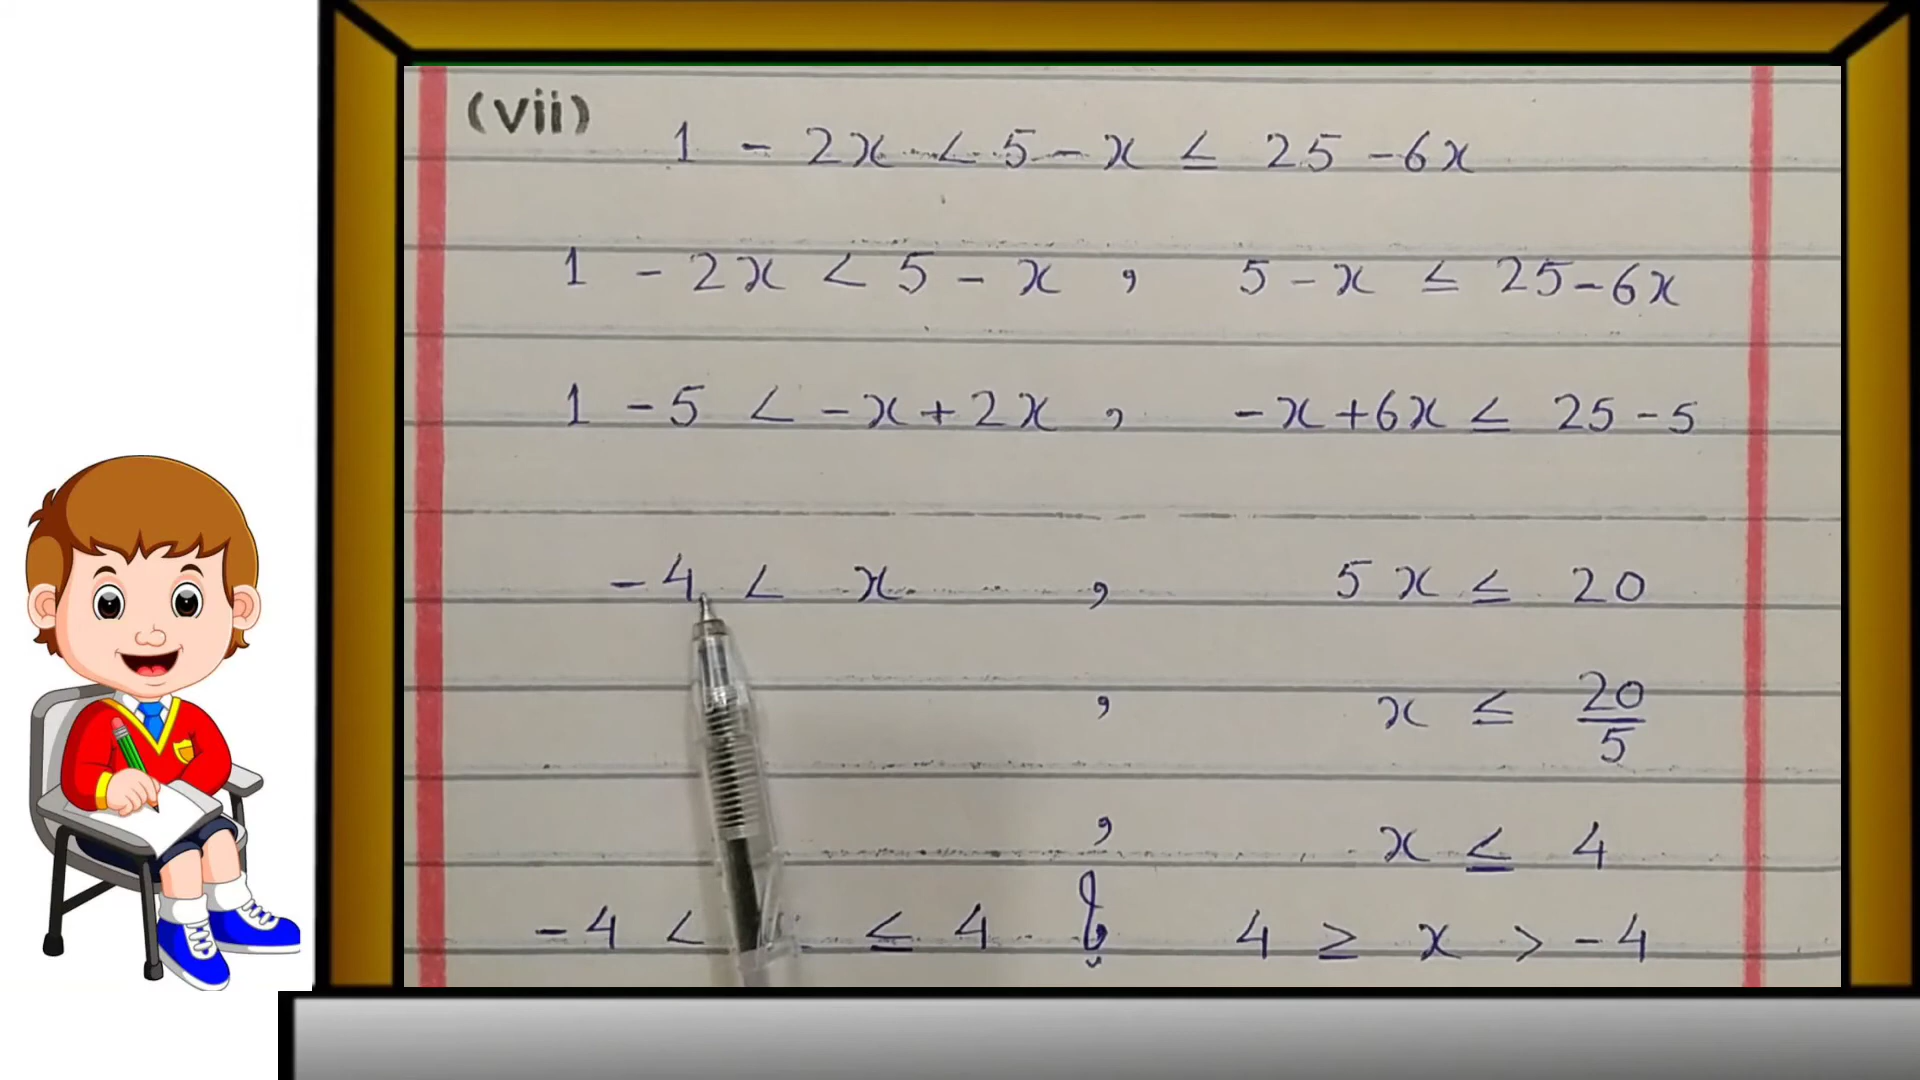 (vii)
1 - 2x < 5 - x ≤ 25 - 6x
1 - 2x < 5 - x , 5 - x ≤ 25 - 6x
1 - 5 < -x + 2x , -x + 6x ≤ 25 - 5
-4 < x , 5x ≤ 20
, x ≤ 20/5
, x ≤ 4
-4 < ≤ 4 , 4 ≥ x > -4